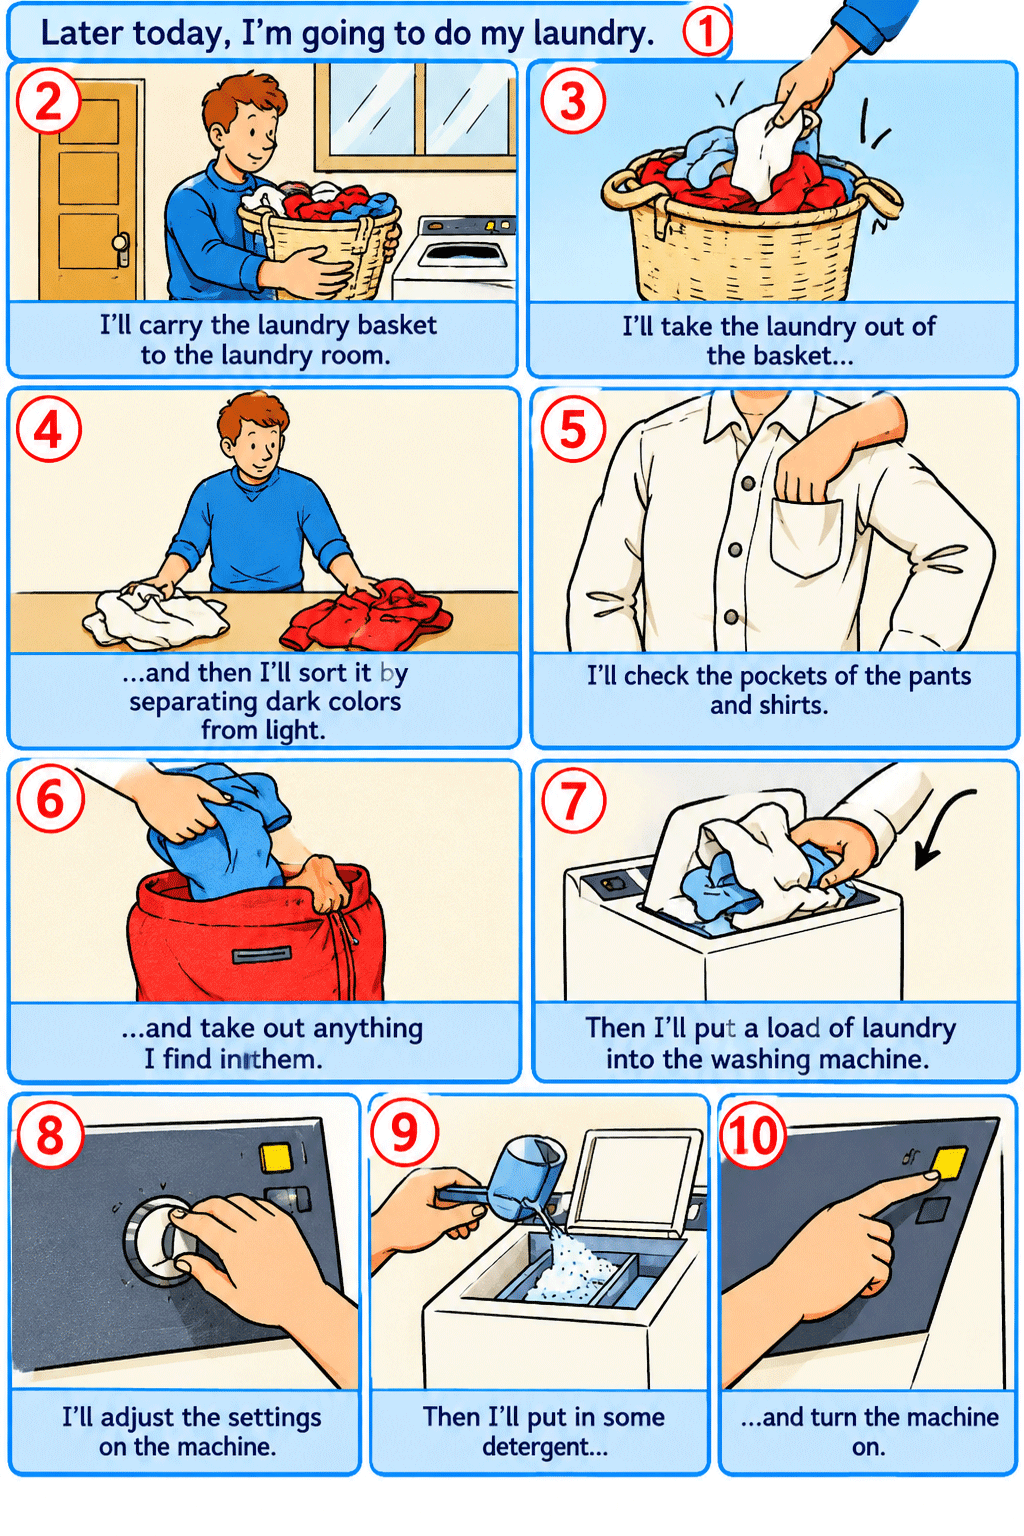 Later today, I'm going to do my laundry. 1
2
I'll carry the laundry basket
to the laundry room.
3
I'll take the laundry out of
the basket...
4
...and then I'll sort it by
separating dark colors
from light.
5
I'll check the pockets of the pants
and shirts.
6
...and take out anything
I find in them.
7
Then I'll put a load of laundry
into the washing machine.
8
I'll adjust the settings
on the machine.
9
Then I'll put in some
detergent...
10
...and turn the machine
on.